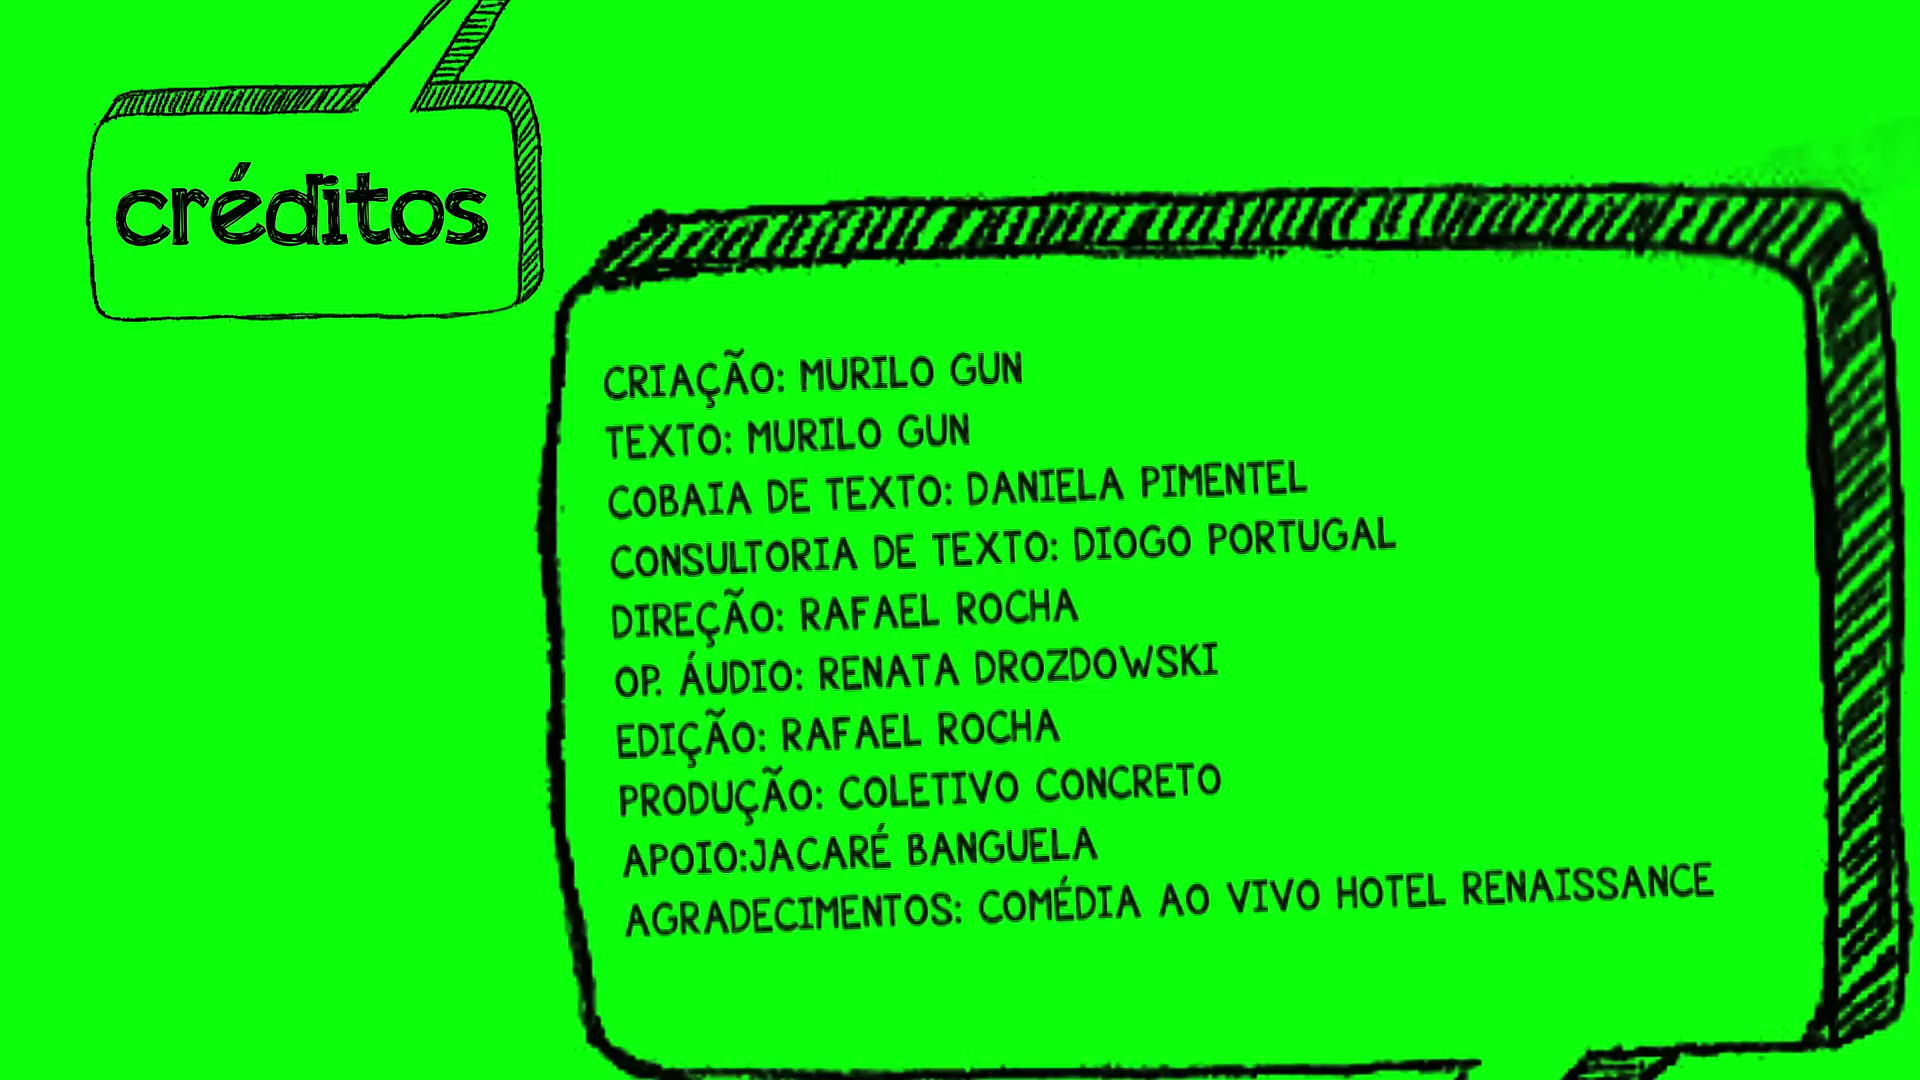 créditos
CRIAÇÃO: MURILO GUN
TEXTO: MURILO GUN
COBAIA DE TEXTO: DANIELA PIMENTEL
CONSULTORIA DE TEXTO: DIOGO PORTUGAL
DIREÇÃO: RAFAEL ROCHA
OP. ÁUDIO: RENATA DROZDOWSKI
EDIÇÃO: RAFAEL ROCHA
PRODUÇÃO: COLETIVO CONCRETO
APOIO:JACARÉ BANGUELA
AGRADECIMENTOS: COMÉDIA AO VIVO HOTEL RENAISSANCE